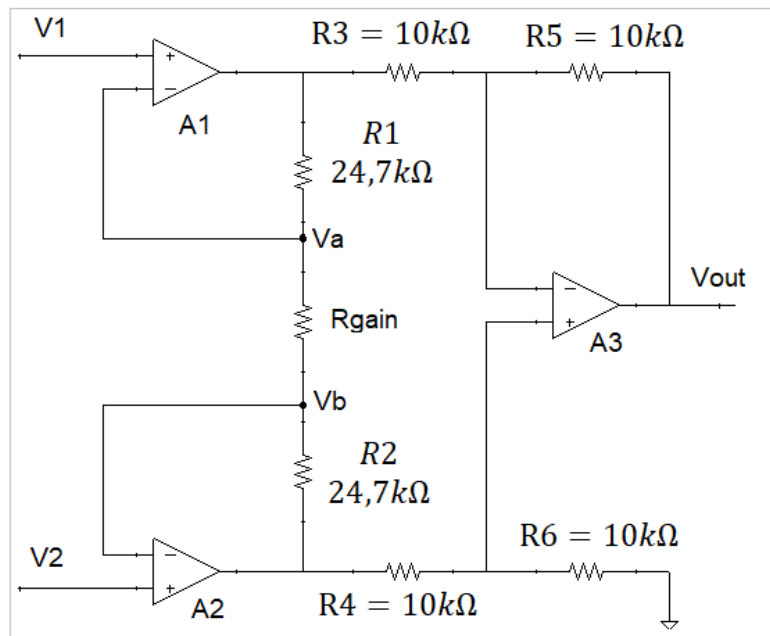 V1
R3 = 10kΩ
R5 = 10kΩ
+
−
A1
R1
24,7kΩ
Va
Rgain
−
+
A3
Vout
Vb
R2
24,7kΩ
V2
−
+
A2
R4 = 10kΩ
R6 = 10kΩ